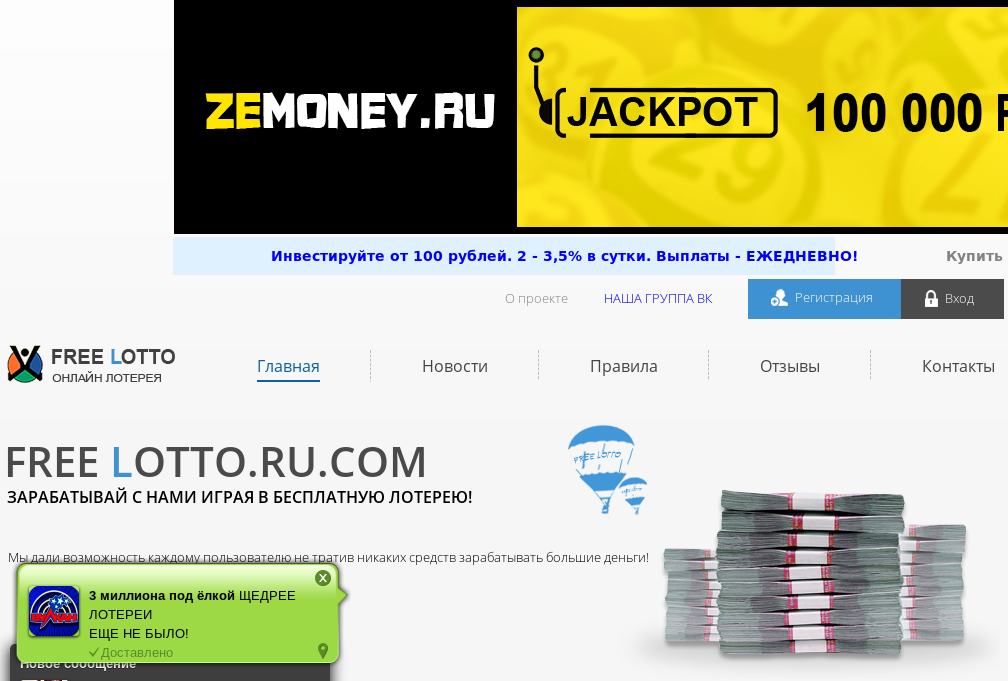 ZEMONEY.RU
JACKPOT
100 000
Инвестируйте от 100 рублей. 2 - 3,5% в сутки. Выплаты - ЕЖЕДНЕВНО!
Купить
О проекте
НАША ГРУППА ВК
Регистрация
Вход
FREE LOTTO
ОНЛАЙН ЛОТЕРЕЯ
Главная
Новости
Правила
Отзывы
Контакты
FREE LOTTO.RU.COM
ЗАРАБАТЫВАЙ С НАМИ ИГРАЯ В БЕСПЛАТНУЮ ЛОТЕРЕЮ!
FREE LOTTO
Мы дали возможность каждому пользователю не тратив никаких средств зарабатывать большие деньги!
3 миллиона под ёлкой ЩЕДРЕЕ
ЛОТЕРЕИ
ЕЩЕ НЕ БЫЛО!
Доставлено
Новое сообщение